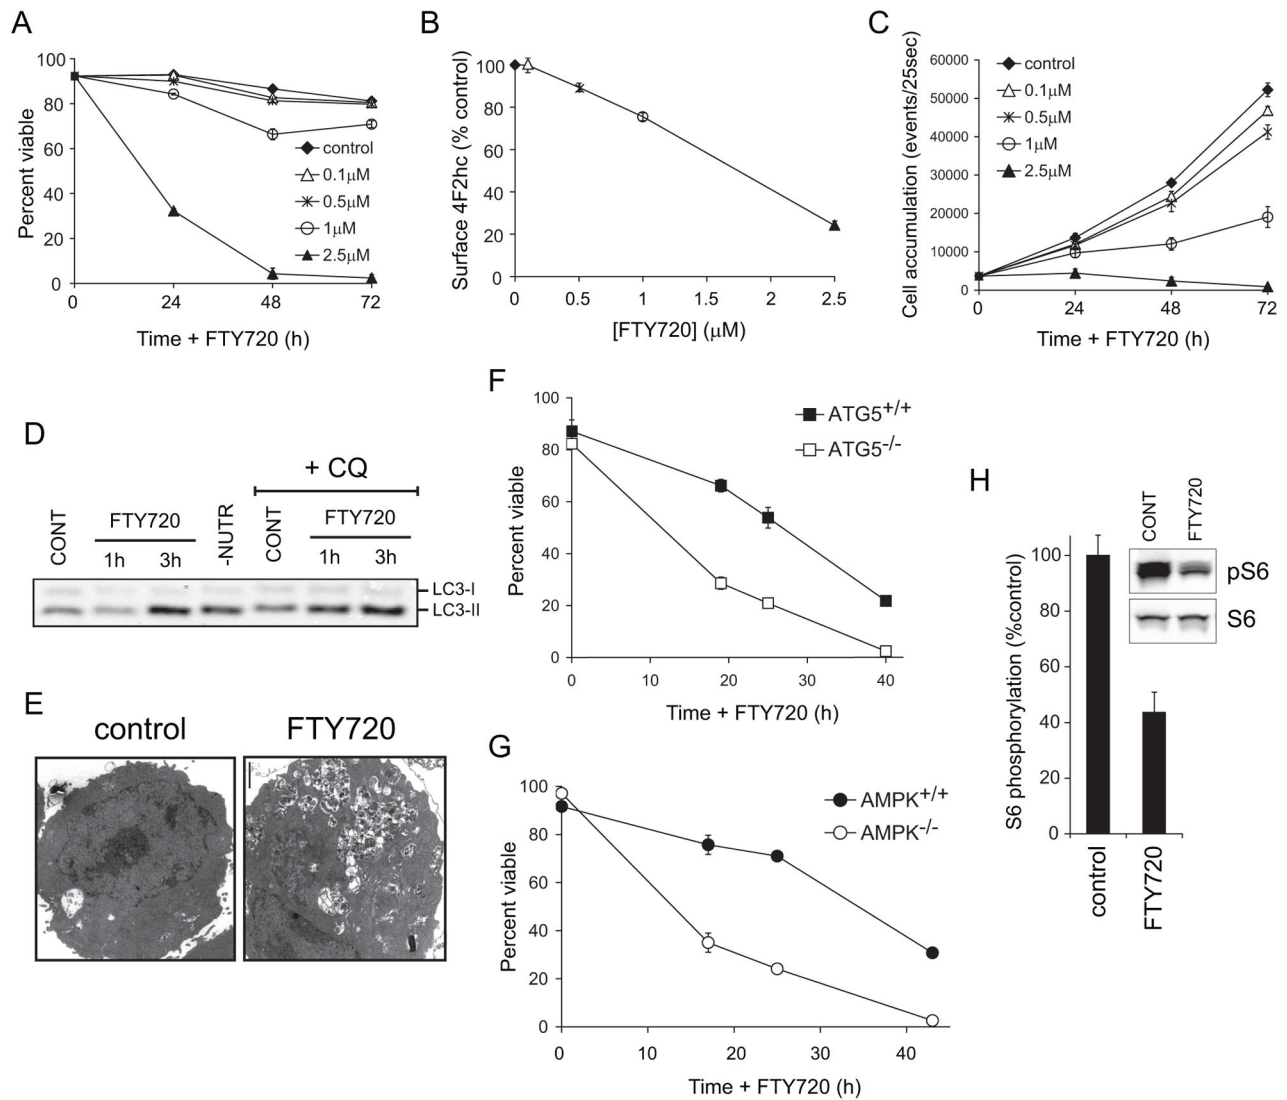 A
Percent viable
100
80
60
40
20
0
0 24 48 72
Time + FTY720 (h)
control
0.1μM
0.5μM
1μM
2.5μM
B
Surface 4F2hc (% control)
100
80
60
40
20
0
0 0.5 1 1.5 2 2.5
[FTY720] (μM)
C
Cell accumulation (events/25sec)
60000
50000
40000
30000
20000
10000
0
0 24 48 72
Time + FTY720 (h)
control
0.1μM
0.5μM
1μM
2.5μM
D
+ CQ
CONT
FTY720
1h 3h
-NUTR
CONT
FTY720
1h 3h
LC3-I
LC3-II
E
control FTY720
F
Percent viable
100
80
60
40
20
0
0 10 20 30 40
Time + FTY720 (h)
ATG5+/+
ATG5-/-
G
Percent viable
100
80
60
40
20
0
0 10 20 30 40
Time + FTY720 (h)
AMPK+/+
AMPK-/-
H
S6 phosphorylation (%control)
100
80
60
40
20
0
control
FTY720
CONT
FTY720
pS6
S6